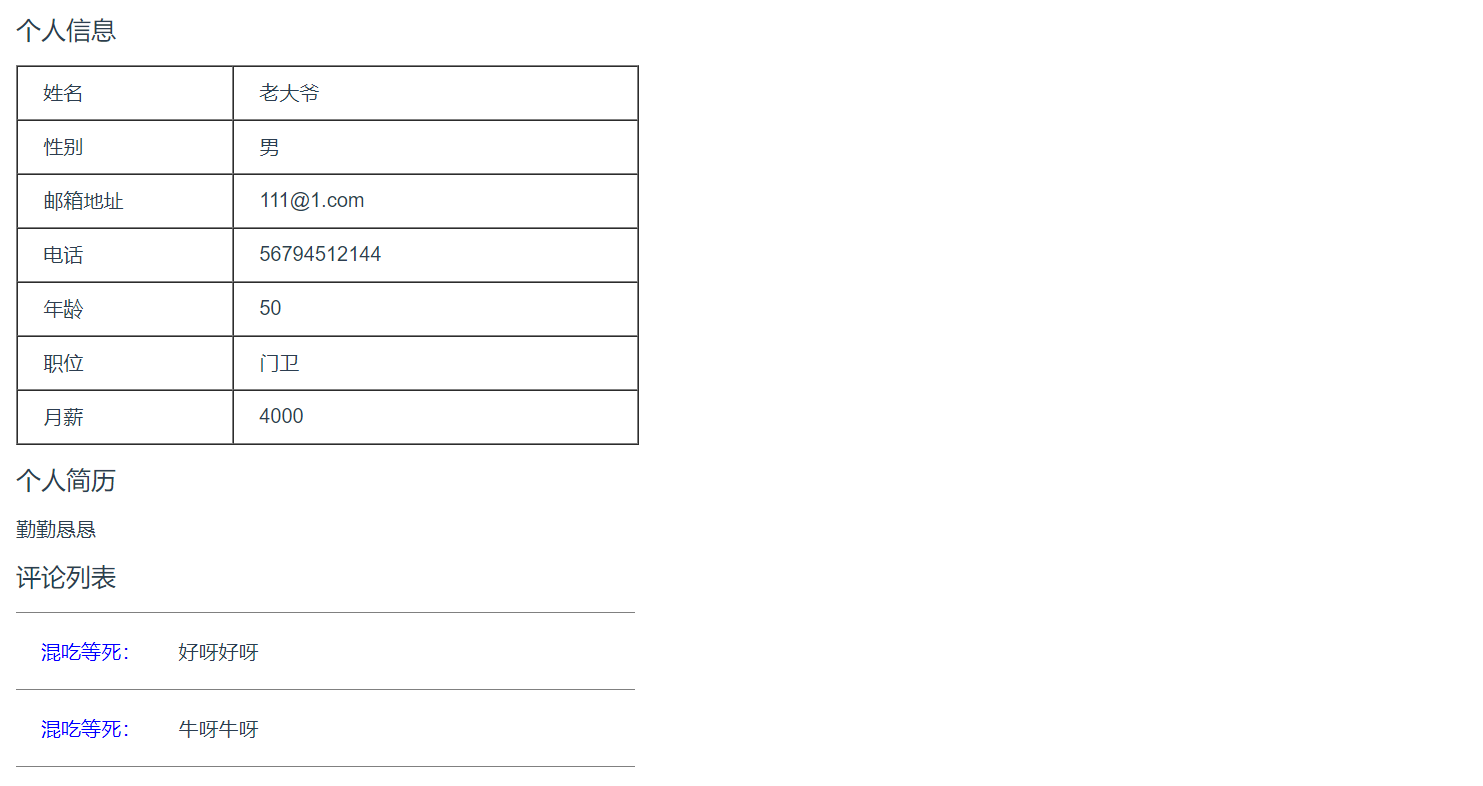 个人信息
姓名 老大爷
性别 男
邮箱地址 111@1.com
电话 56794512144
年龄 50
职位 门卫
月薪 4000
个人简历
勤勤恳恳
评论列表
混吃等死： 好呀好呀
混吃等死： 牛呀牛呀